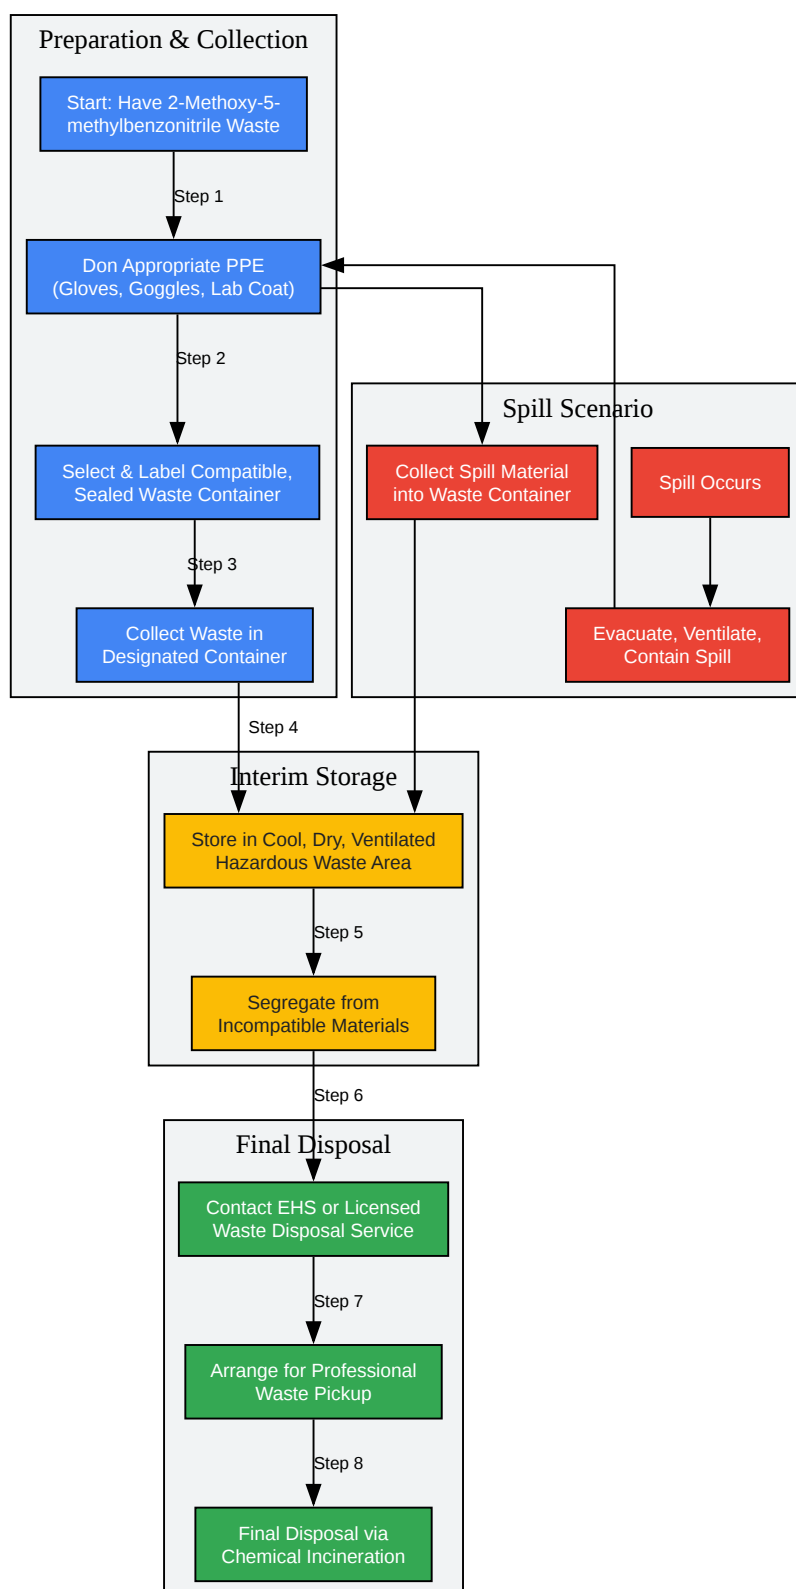 Preparation & Collection
Start: Have 2-Methoxy-5-
methylbenzonitrile Waste
Step 1
Don Appropriate PPE
(Gloves, Goggles, Lab Coat)
Step 2
Select & Label Compatible,
Sealed Waste Container
Step 3
Collect Waste in
Designated Container
Spill Scenario
Collect Spill Material
into Waste Container
Spill Occurs
Evacuate, Ventilate,
Contain Spill
Step 4
Interim Storage
Store in Cool, Dry, Ventilated
Hazardous Waste Area
Step 5
Segregate from
Incompatible Materials
Step 6
Final Disposal
Contact EHS or Licensed
Waste Disposal Service
Step 7
Arrange for Professional
Waste Pickup
Step 8
Final Disposal via
Chemical Incineration